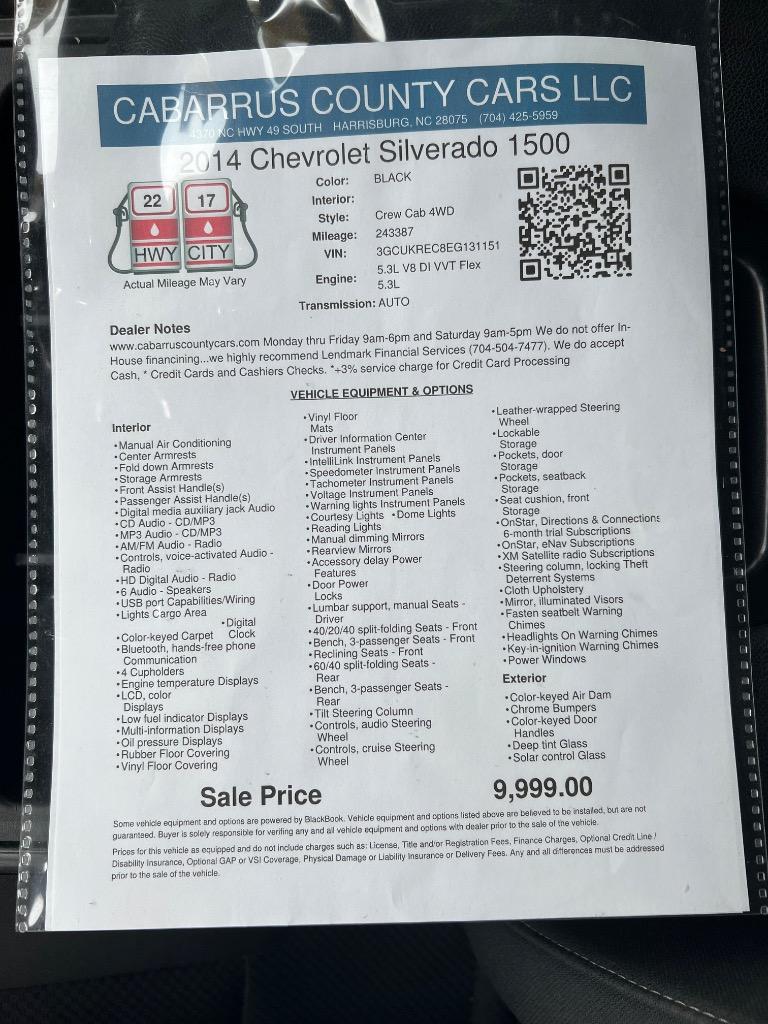 CABARRUS COUNTY CARS LLC
4370 NC HWY 49 SOUTH HARRISBURG, NC 28075 (704) 425-5959
2014 Chevrolet Silverado 1500
22 17
HWY CITY
Actual Mileage May Vary
Color: BLACK
Interior:
Style: Crew Cab 4WD
Mileage: 243387
VIN: 3GCUKREC8EG131151
Engine: 5.3L V8 DI VVT Flex
5.3L
Transmission: AUTO
Dealer Notes
www.cabarruscountycars.com Monday thru Friday 9am-6pm and Saturday 9am-5pm We do not offer In-
House financining...we highly recommend Lendmark Financial Services (704-504-7477). We do accept
Cash, * Credit Cards and Cashiers Checks. *+3% service charge for Credit Card Processing
VEHICLE EQUIPMENT & OPTIONS
Interior
•Manual Air Conditioning
•Center Armrests
•Fold down Armrests
•Storage Armrests
•Front Assist Handle(s)
•Passenger Assist Handle(s)
•Digital media auxiliary jack Audio
•CD Audio - CD/MP3
•MP3 Audio - CD/MP3
•AM/FM Audio - Radio
•Controls, voice-activated Audio -
Radio
•HD Digital Audio - Radio
•6 Audio - Speakers
•USB port Capabilities/Wiring
•Lights Cargo Area
•Digital
•Color-keyed Carpet Clock
•Bluetooth, hands-free phone
Communication
•4 Cupholders
•Engine temperature Displays
•LCD, color
Displays
•Low fuel indicator Displays
•Multi-information Displays
•Oil pressure Displays
•Rubber Floor Covering
•Vinyl Floor Covering
•Vinyl Floor
Mats
•Driver Information Center
Instrument Panels
•IntelliLink Instrument Panels
•Speedometer Instrument Panels
•Tachometer Instrument Panels
•Voltage Instrument Panels
•Warning lights Instrument Panels
•Courtesy Lights •Dome Lights
•Reading Lights
•Manual dimming Mirrors
•Rearview Mirrors
•Accessory delay Power
Features
•Door Power
Locks
•Lumbar support, manual Seats -
Driver
•40/20/40 split-folding Seats - Front
•Bench, 3-passenger Seats - Front
•Reclining Seats - Front
•60/40 split-folding Seats -
Rear
•Bench, 3-passenger Seats -
Rear
•Tilt Steering Column
•Controls, audio Steering
Wheel
•Controls, cruise Steering
Wheel
•Leather-wrapped Steering
Wheel
•Lockable
Storage
•Pockets, door
Storage
•Pockets, seatback
Storage
•Seat cushion, front
Storage
•OnStar, Directions & Connections
6-month trial Subscriptions
•OnStar, eNav Subscriptions
•XM Satellite radio Subscriptions
•Steering column, locking Theft
Deterrent Systems
•Cloth Upholstery
•Mirror, illuminated Visors
•Fasten seatbelt Warning
Chimes
•Headlights On Warning Chimes
•Key-in-ignition Warning Chimes
•Power Windows
Exterior
•Color-keyed Air Dam
•Chrome Bumpers
•Color-keyed Door
Handles
•Deep tint Glass
•Solar control Glass
Sale Price 9,999.00
Some vehicle equipment and options are powered by BlackBook. Vehicle equipment and options listed above are believed to be installed, but are not
guaranteed. Buyer is solely responsible for verifing any and all vehicle equipment and options with dealer prior to the sale of the vehicle.
Prices for this vehicle as equipped and do not include charges such as: License, Title and/or Registration Fees, Finance Charges, Optional Credit Line /
Disability Insurance, Optional GAP or VSI Coverage, Physical Damage or Liability Insurance or Delivery Fees. Any and all differences must be addressed
prior to the sale of the vehicle.